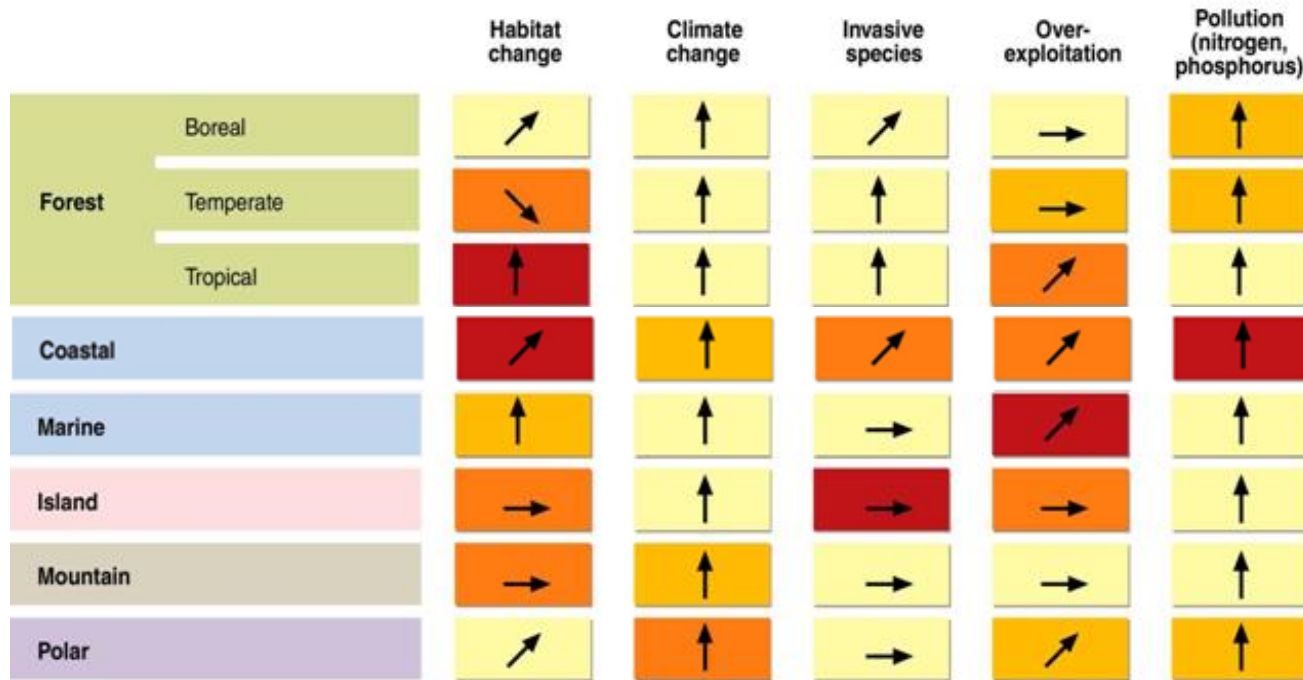 Habitat
change
Climate
change
Invasive
species
Over-
exploitation
Pollution
(nitrogen,
phosphorus)
Boreal
Forest
Temperate
Tropical
Coastal
Marine
Island
Mountain
Polar